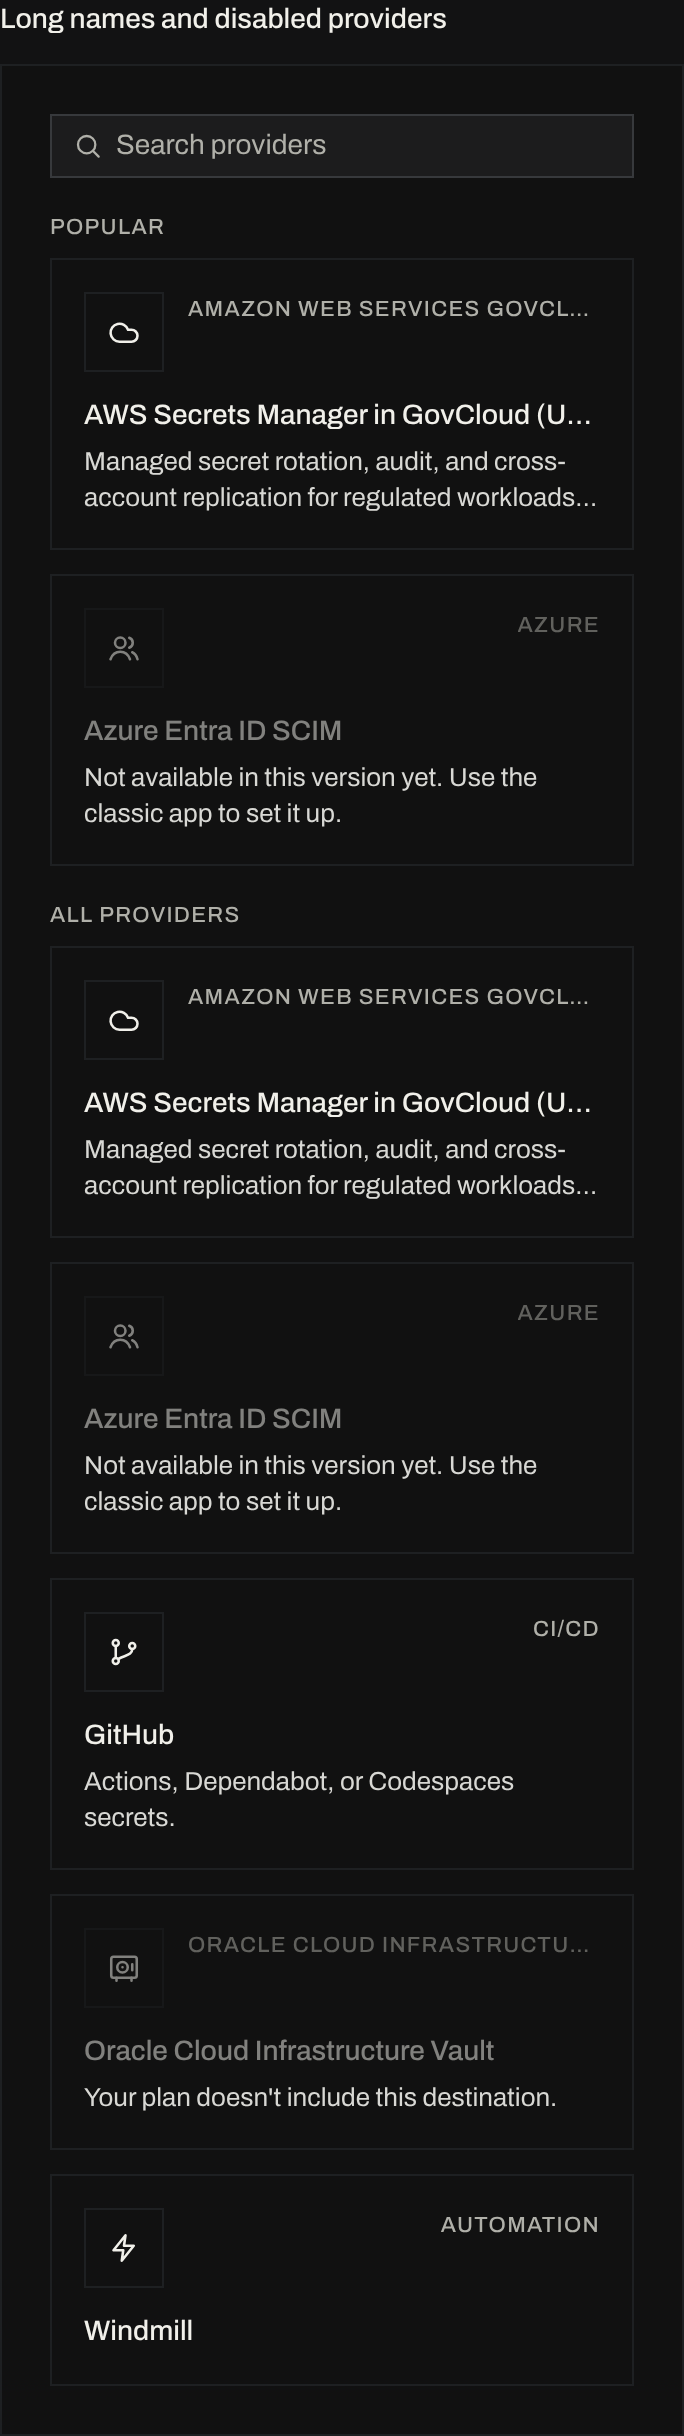 Long names and disabled providers
Search providers
POPULAR
AMAZON WEB SERVICES GOVCL...
AWS Secrets Manager in GovCloud (U...
Managed secret rotation, audit, and cross-
account replication for regulated workloads...
AZURE
Azure Entra ID SCIM
Not available in this version yet. Use the
classic app to set it up.
ALL PROVIDERS
AMAZON WEB SERVICES GOVCL...
AWS Secrets Manager in GovCloud (U...
Managed secret rotation, audit, and cross-
account replication for regulated workloads...
AZURE
Azure Entra ID SCIM
Not available in this version yet. Use the
classic app to set it up.
CI/CD
GitHub
Actions, Dependabot, or Codespaces
secrets.
ORACLE CLOUD INFRASTRUCTU...
Oracle Cloud Infrastructure Vault
Your plan doesn't include this destination.
AUTOMATION
Windmill